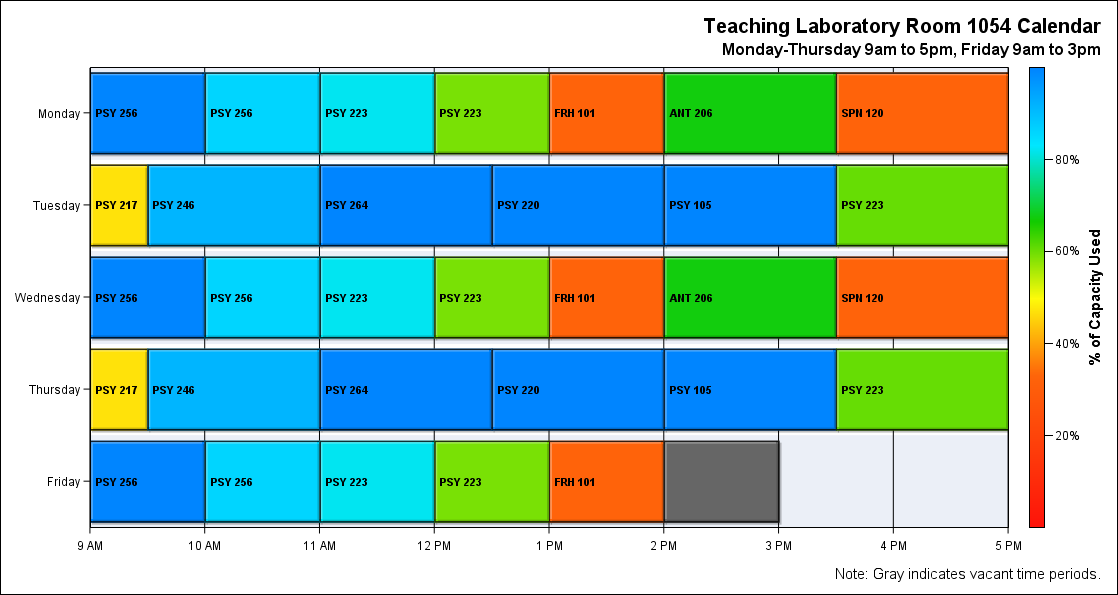 Teaching Laboratory Room 1054 Calendar
Monday-Thursday 9am to 5pm, Friday 9am to 3pm
Monday PSY 256 PSY 256 PSY 223 PSY 223 FRH 101 ANT 206 SPN 120
80%
Tuesday PSY 217 PSY 246 PSY 264 PSY 220 PSY 105 PSY 223
60%
Wednesday PSY 256 PSY 256 PSY 223 PSY 223 FRH 101 ANT 206 SPN 120
% of Capacity Used
40%
Thursday PSY 217 PSY 246 PSY 264 PSY 220 PSY 105 PSY 223
20%
Friday PSY 256 PSY 256 PSY 223 PSY 223 FRH 101
9 AM 10 AM 11 AM 12 PM 1 PM 2 PM 3 PM 4 PM 5 PM
Note: Gray indicates vacant time periods.